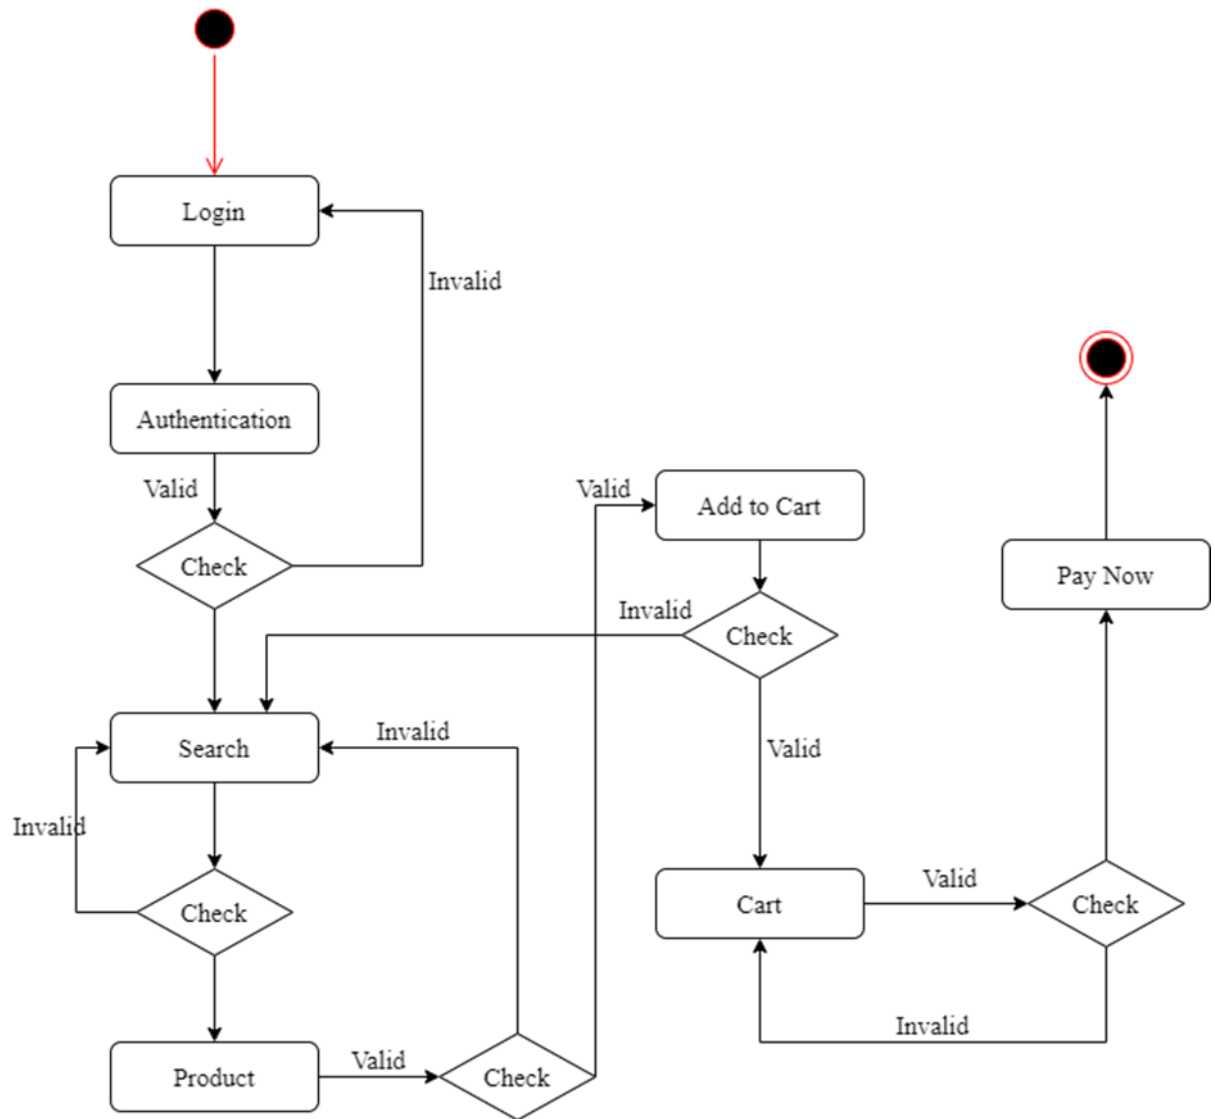 Login
Invalid
Authentication
Valid
Check
Valid
Add to Cart
Invalid
Check
Pay Now
Search
Invalid
Valid
Invalid
Check
Cart
Valid
Check
Invalid
Product
Valid
Check